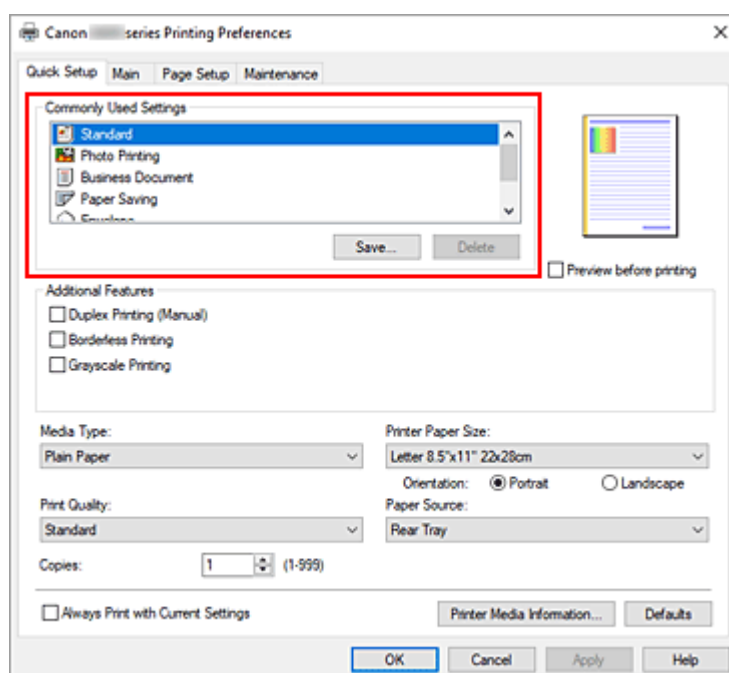 Canon series Printing Preferences
Quick Setup Main Page Setup Maintenance
Commonly Used Settings
Standard
Photo Printing
Business Document
Paper Saving
Save... Delete
Preview before printing
Additional Features
Duplex Printing (Manual)
Borderless Printing
Grayscale Printing
Media Type: Printer Paper Size:
Plain Paper Letter 8.5"x11" 22x28cm
Orientation: Portrait Landscape
Print Quality: Paper Source:
Standard Rear Tray
Copies: 1 (1-999)
Always Print with Current Settings Printer Media Information... Defaults
OK Cancel Apply Help